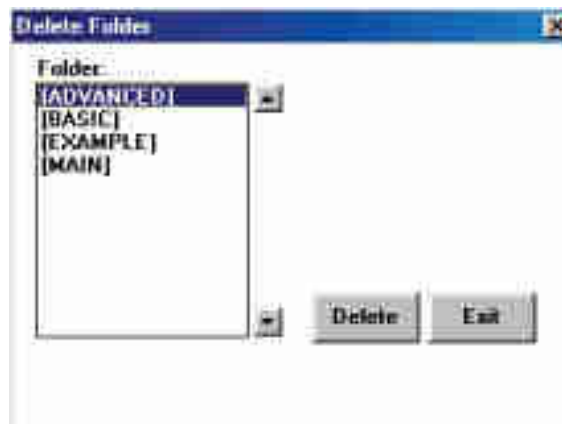 Delete Folder
Folder
[ADVANCED]
[BASIC]
[EXAMPLE]
[MAIN]
Delete
Exit